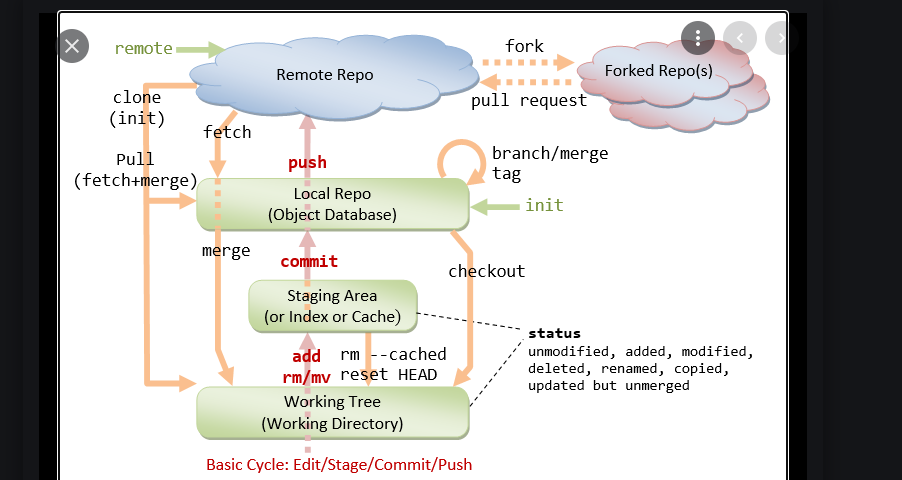 remote
fork
Remote Repo
Forked Repo(s)
pull request
clone
(init)
fetch
push
Pull
(fetch+merge)
branch/merge
tag
Local Repo
(Object Database)
init
merge
commit
checkout
Staging Area
(or Index or Cache)
status
unmodified, added, modified,
deleted, renamed, copied,
updated but unmerged
add
rm/mv
rm --cached
reset HEAD
Working Tree
(Working Directory)
Basic Cycle: Edit/Stage/Commit/Push